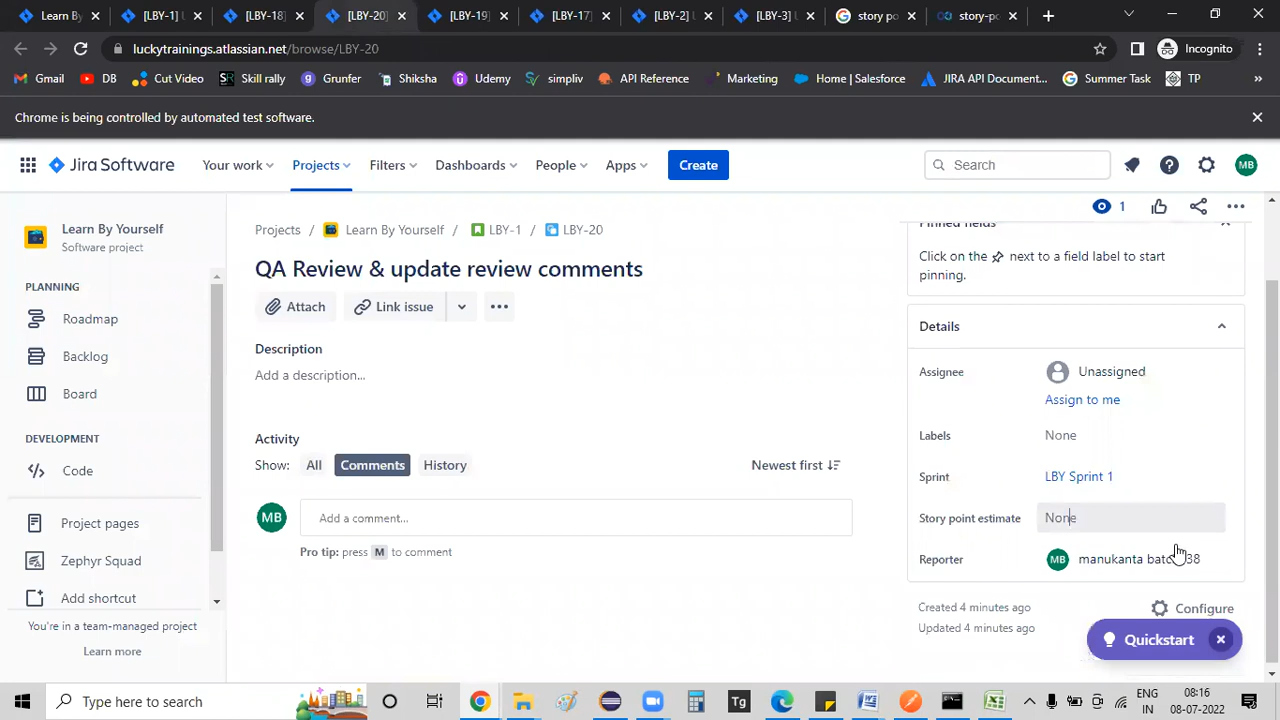 Learn By
[LBY-1] U
[LBY-18]
[LBY-20]
[LBY-19]
[LBY-17]
[LBY-2] U
[LBY-3] U
story po
story-po
luckytrainings.atlassian.net/browse/LBY-20
Incognito
Gmail DB Cut Video Skill rally Grunfer Shiksha Udemy simpliv API Reference Marketing Home | Salesforce JIRA API Document... Summer Task TP »
Chrome is being controlled by automated test software.
Jira Software Your work Projects Filters Dashboards People Apps Create Search MB
Learn By Yourself
Software project
PLANNING
Roadmap
Backlog
Board
DEVELOPMENT
Code
Project pages
Zephyr Squad
Add shortcut
You're in a team-managed project
Learn more
Projects / Learn By Yourself / LBY-1 / LBY-20
1
QA Review & update review comments
Attach Link issue
Description
Add a description...
Activity
Show: All Comments History Newest first
MB Add a comment...
Pro tip: press M to comment
Pinned fields
Click on the next to a field label to start
pinning.
Details
Assignee Unassigned
Assign to me
Labels None
Sprint LBY Sprint 1
Story point estimate None
Reporter MB manukanta 38
Created 4 minutes ago Configure
Updated 4 minutes ago
Quickstart
Type here to search
Tg
ENG 08:16
IN 08-07-2022